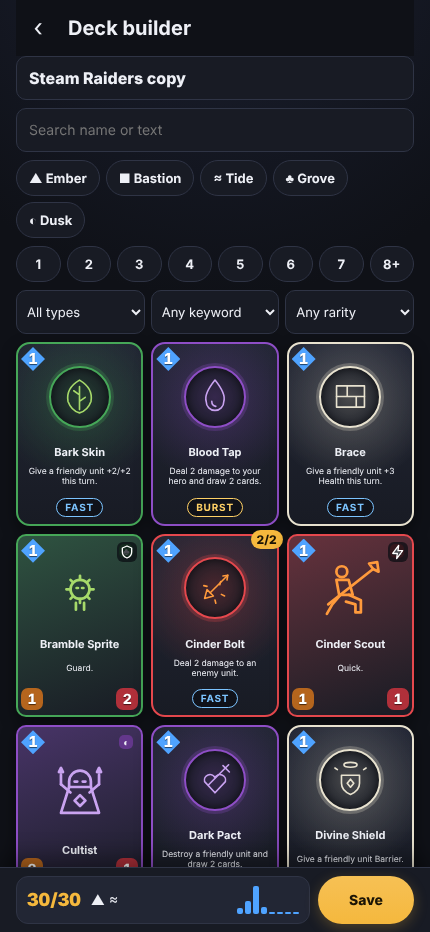 ‹ Deck builder
Steam Raiders copy
Search name or text
▲ Ember ■ Bastion ≈ Tide ♣ Grove
◖ Dusk
1 2 3 4 5 6 7 8+
All types Any keyword Any rarity
1 1 1
Bark Skin
Give a friendly unit +2/+2
this turn.
FAST
Blood Tap
Deal 2 damage to your
hero and draw 2 cards.
BURST
Brace
Give a friendly unit +3
Health this turn.
FAST
1
Bramble Sprite
Guard.
1 2
1 2/2
Cinder Bolt
Deal 2 damage to an
enemy unit.
FAST
1
Cinder Scout
Quick.
1 1
1
Cultist
1
Dark Pact
Destroy a friendly unit and
draw 2 cards.
1
Divine Shield
Give a friendly unit Barrier.
30/30 ▲ ≈ Save